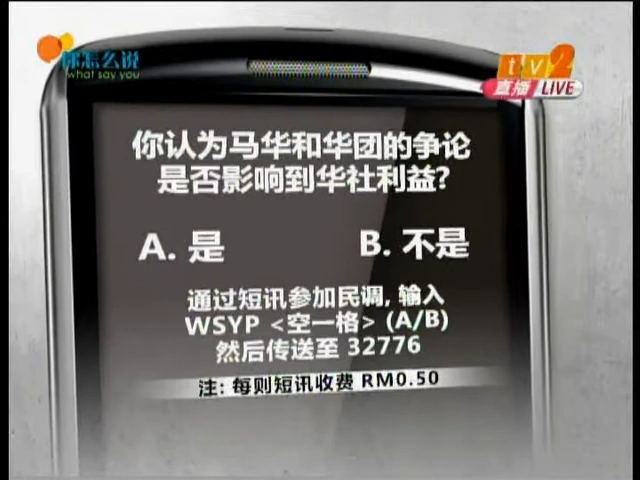 你怎么说
what say you
tv2
直播 LIVE
你认为马华和华团的争论
是否影响到华社利益?
A. 是
B. 不是
通过短讯参加民调, 输入
WSYP <空一格> (A/B)
然后传送至 32776
注: 每则短讯收费 RM0.50